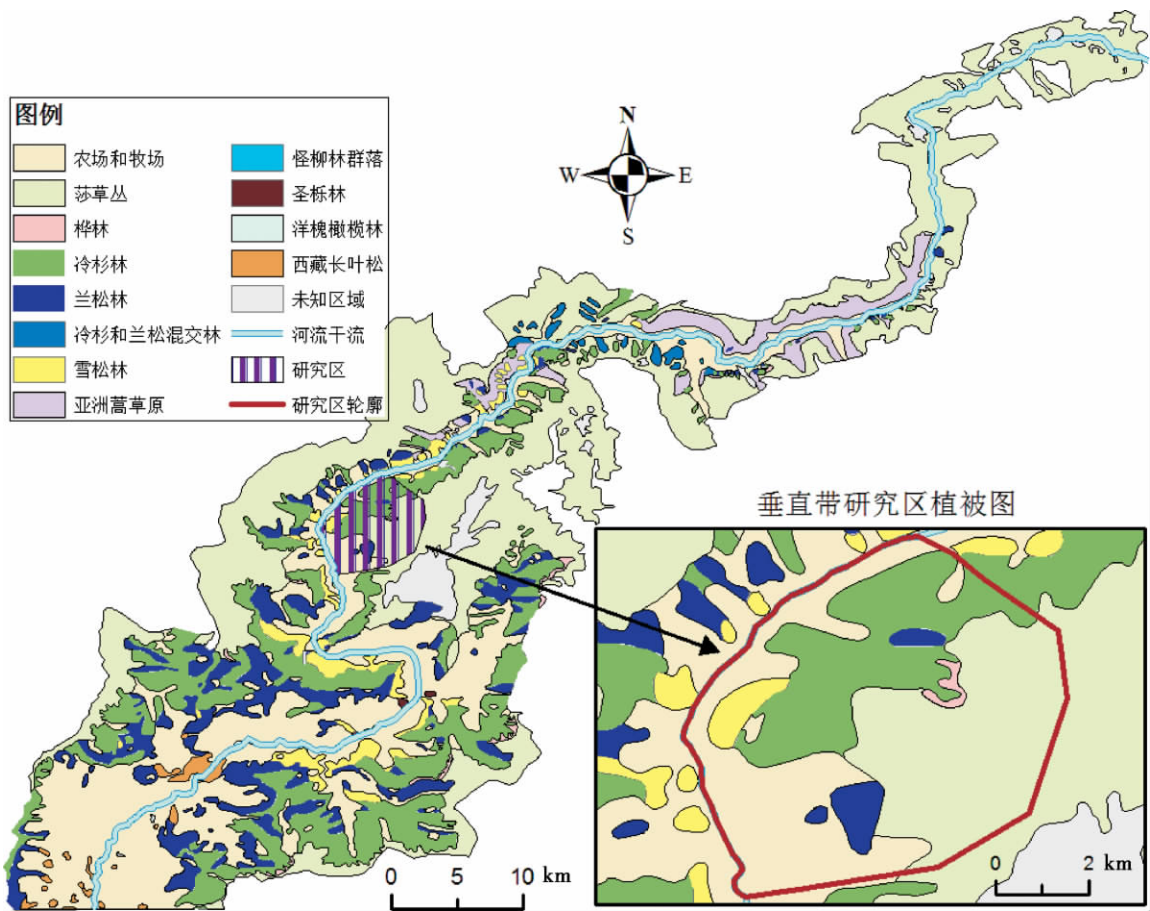 图例
农场和牧场
莎草丛
桦林
冷杉林
兰松林
冷杉和兰松混交林
雪松林
亚洲蒿草原
怪柳林群落
圣栎林
洋槐橄榄林
西藏长叶松
未知区域
河流干流
研究区
研究区轮廓
N
W E
S
垂直带研究区植被图
0 2 km
0 5 10 km